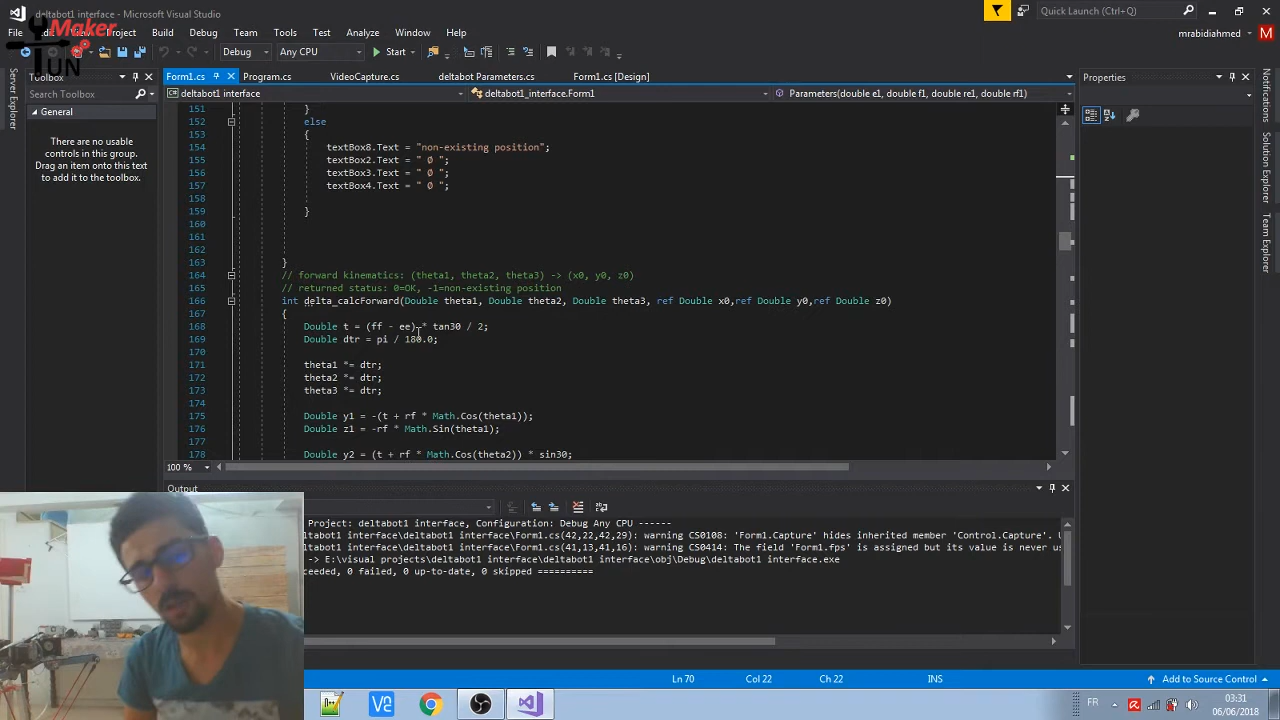 deltabot1 interface - Microsoft Visual Studio
Quick Launch (Ctrl+Q)
Maker
TUN
File Project Build Debug Team Tools Test Analyze Window Help
mrabidiahmed M
Debug Any CPU Start
Server Explorer
Toolbox
Search Toolbox
General
There are no usable
controls in this group.
Drag an item onto this text
to add it to the toolbox.
Form1.cs Program.cs VideoCapture.cs deltabot Parameters.cs Form1.cs [Design]
deltabot1 interface deltabot1_interface.Form1 Parameters(double e1, double f1, double re1, double rf1)
151 }
152 else
153 {
154 textBox8.Text = "non-existing position";
155 textBox2.Text = " Ø ";
156 textBox3.Text = " Ø ";
157 textBox4.Text = " Ø ";
158
159 }
160
161
162
163 }
164 // forward kinematics: (theta1, theta2, theta3) -> (x0, y0, z0)
165 // returned status: 0=OK, -1=non-existing position
166 int delta_calcForward(Double theta1, Double theta2, Double theta3, ref Double x0,ref Double y0,ref Double z0)
167 {
168 Double t = (ff - ee) * tan30 / 2;
169 Double dtr = pi / 180.0;
170
171 theta1 *= dtr;
172 theta2 *= dtr;
173 theta3 *= dtr;
174
175 Double y1 = -(t + rf * Math.Cos(theta1));
176 Double z1 = -rf * Math.Sin(theta1);
177
178 Double y2 = (t + rf * Math.Cos(theta2)) * sin30;
100 %
Properties
Notifications
Solution Explorer
Team Explorer
Output
Project: deltabot1 interface, Configuration: Debug Any CPU ------
ltabot1 interface\deltabot1 interface\Form1.cs(42,22,42,29): warning CS0108: 'Form1.Capture' hides inherited member 'Control.Capture'. U
ltabot1 interface\deltabot1 interface\Form1.cs(41,13,41,16): warning CS0414: The field 'Form1.fps' is assigned but its value is never us
-> E:\visual projects\deltabot1 interface\deltabot1 interface\obj\Debug\deltabot1 interface.exe
eeded, 0 failed, 0 up-to-date, 0 skipped ==========
Ln 70 Col 22 Ch 22 INS Add to Source Control
FR 03:31
06/06/2018